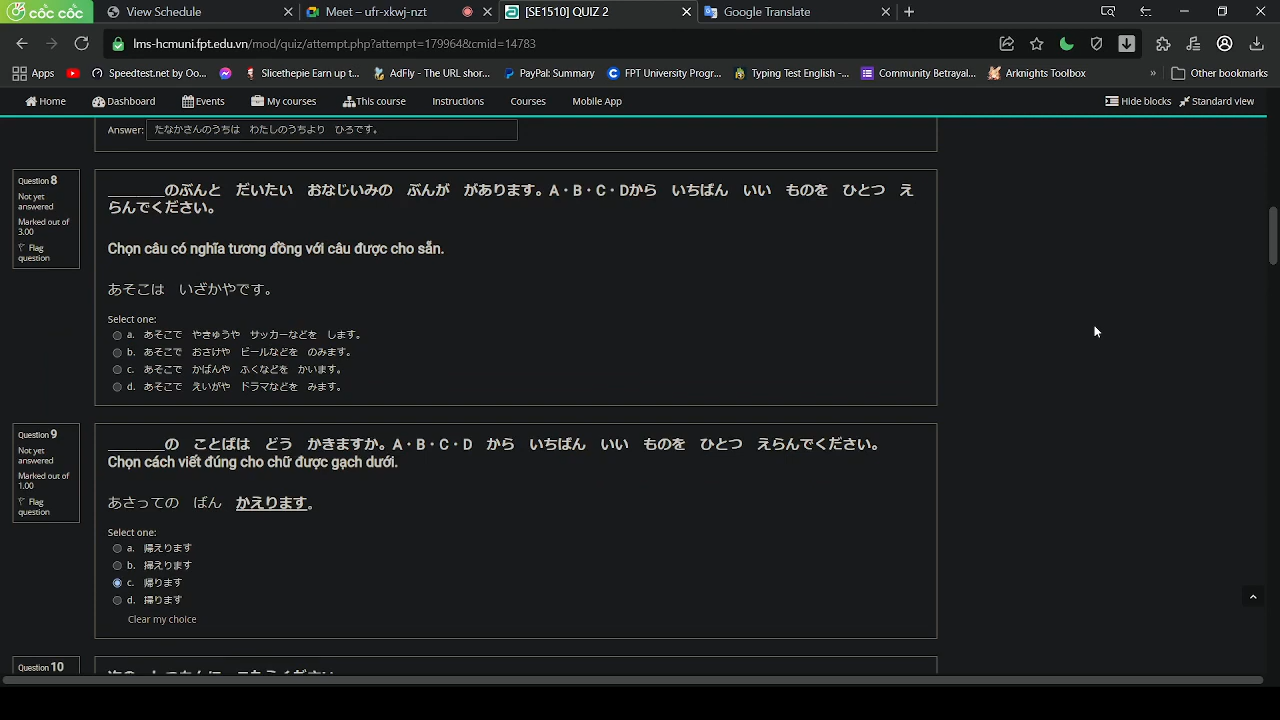 cốc cốc
View Schedule
Meet – ufr-xkwj-nzt
[SE1510] QUIZ 2
Google Translate
lms-hcmuni.fpt.edu.vn/mod/quiz/attempt.php?attempt=179964&cmid=14783
Apps
Speedtest.net by Oo...
Slicethepie Earn up t...
AdFly - The URL shor...
PayPal: Summary
FPT University Progr...
Typing Test English -...
Community Betrayal...
Arknights Toolbox
»
Other bookmarks
Home
Dashboard
Events
My courses
This course
Instructions
Courses
Mobile App
Hide blocks
Standard view
Answer: たなかさんのうちは　わたしのうちより　ひろです。
Question 8
Not yet
answered
Marked out of
3.00
Flag
question
________のぶんと　だいたい　おなじいみの　ぶんが　があります。A・B・C・Dから　いちばん　いい　ものを　ひとつ　え
らんでください。
Chọn câu có nghĩa tương đồng với câu được cho sẵn.
あそこは　いざかやです。
Select one:
a. あそこで　やきゅうや　サッカーなどを　します。
b. あそこで　おさけや　ビールなどを　のみます。
c. あそこで　かばんや　ふくなどを　かいます。
d. あそこで　えいがや　ドラマなどを　みます。
Question 9
Not yet
answered
Marked out of
1.00
Flag
question
________の　ことばは　どう　かきますか。A・B・C・D　から　いちばん　いい　ものを　ひとつ　えらんでください。
Chọn cách viết đúng cho chữ được gạch dưới.
あさっての　ばん　かえります。
Select one:
a. 帰えります
b. 掃えります
c. 帰ります
d. 掃ります
Clear my choice
Question 10